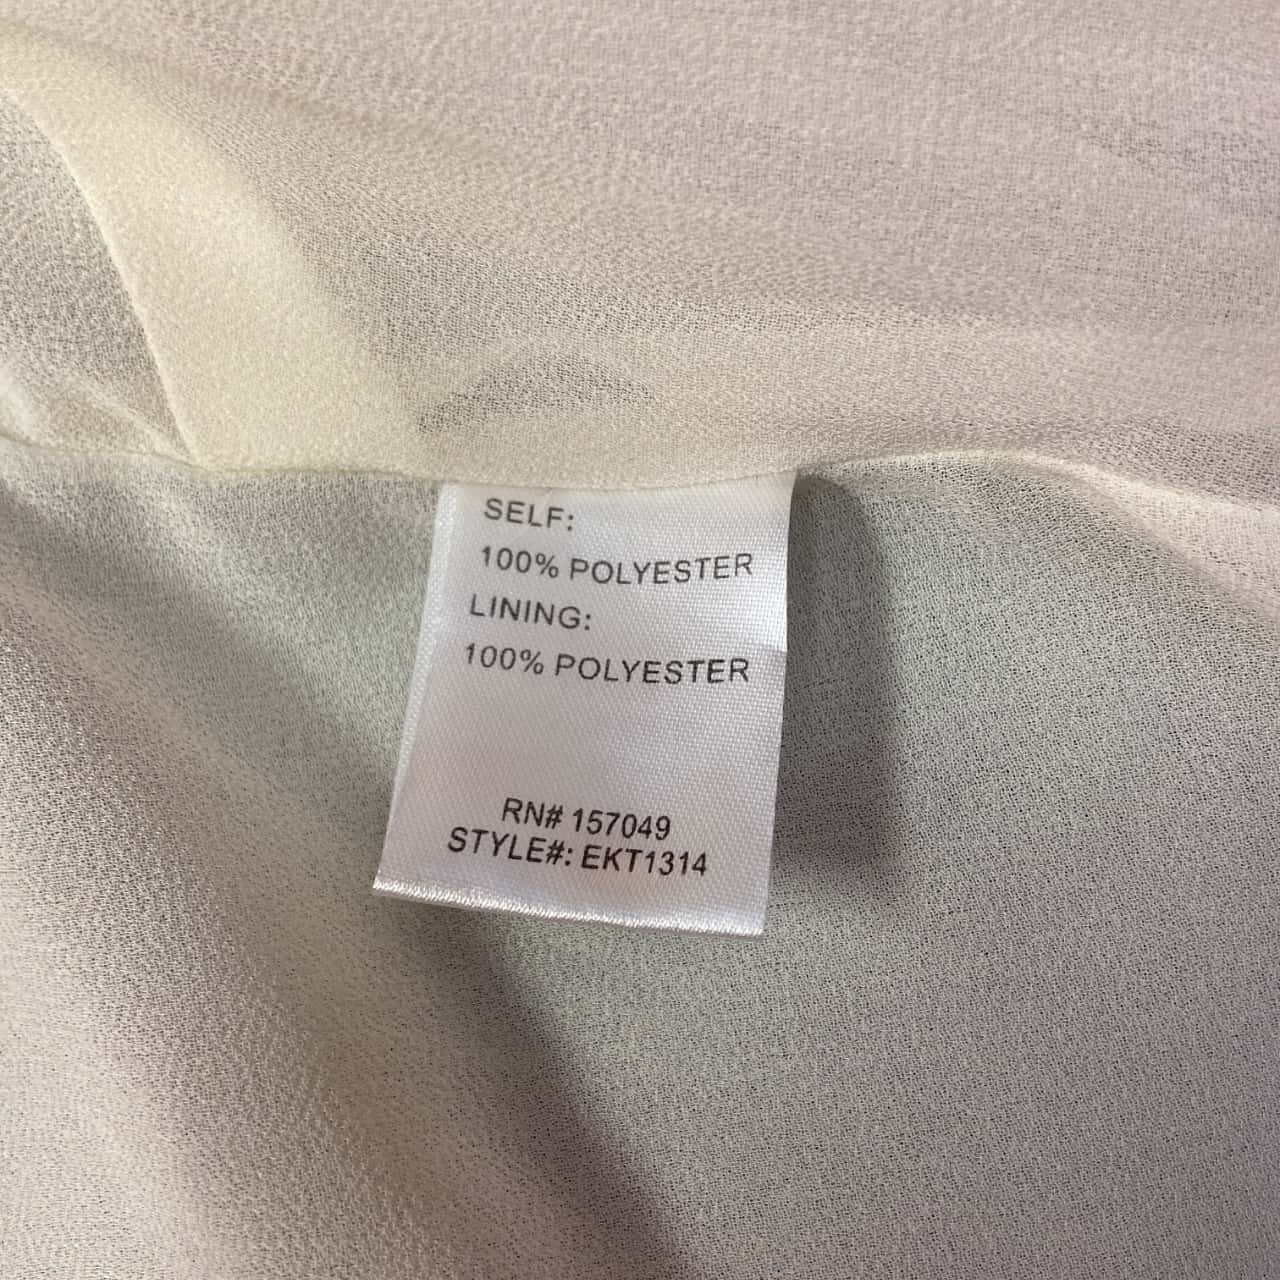 SELF:
100% POLYESTER
LINING:
100% POLYESTER
RN# 157049
STYLE#: EKT1314